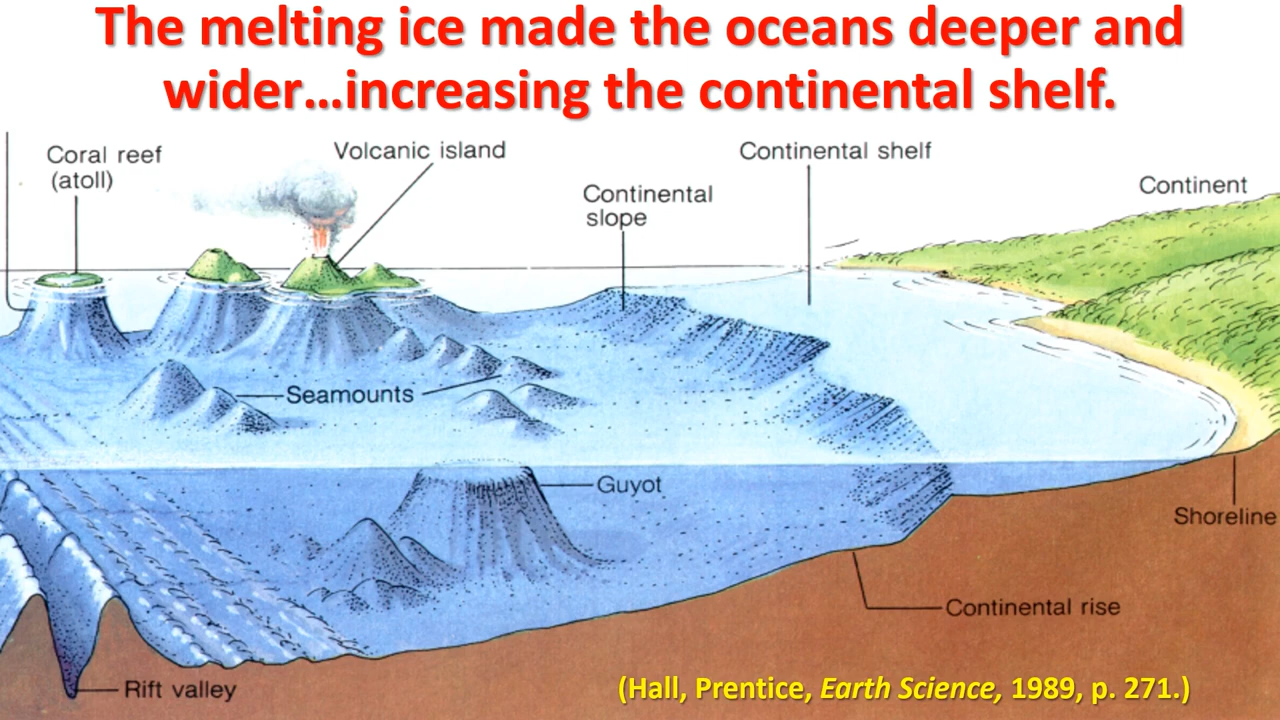 The melting ice made the oceans deeper and
wider…increasing the continental shelf.
Coral reef
(atoll)
Volcanic island
Continental
slope
Continental shelf
Continent
Seamounts
Guyot
Shoreline
Continental rise
Rift valley
(Hall, Prentice, Earth Science, 1989, p. 271.)